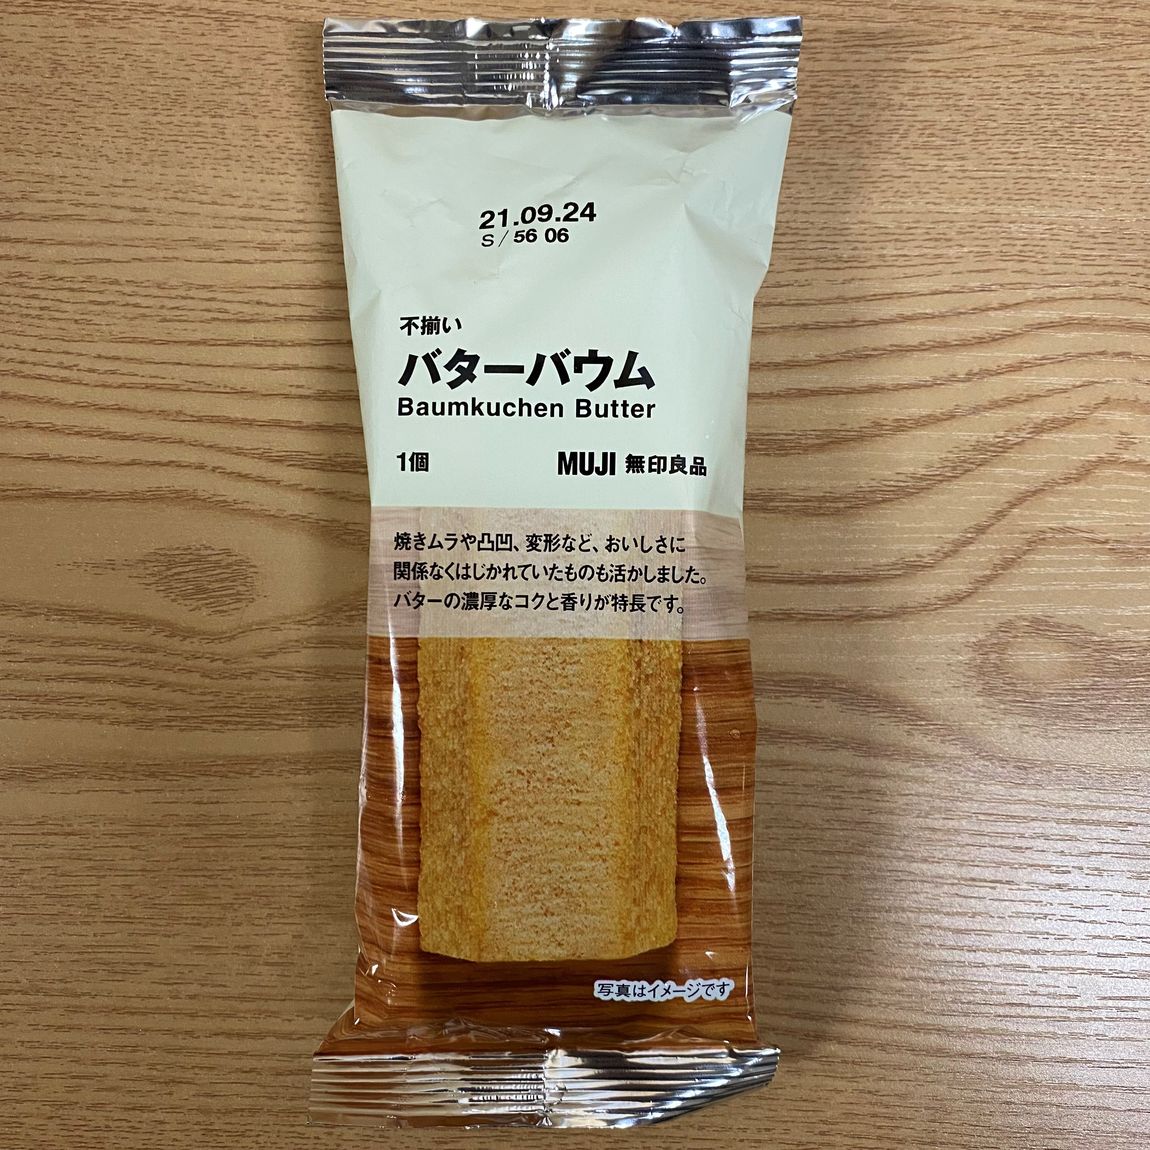 21.09.24
S/56 06
不揃い
バターバウム
Baumkuchen Butter
1個
MUJI 無印良品
焼きムラや凸凹、変形など、おいしさに
関係なくはじかれていたものも活かしました。
バターの濃厚なコクと香りが特長です。
写真はイメージです